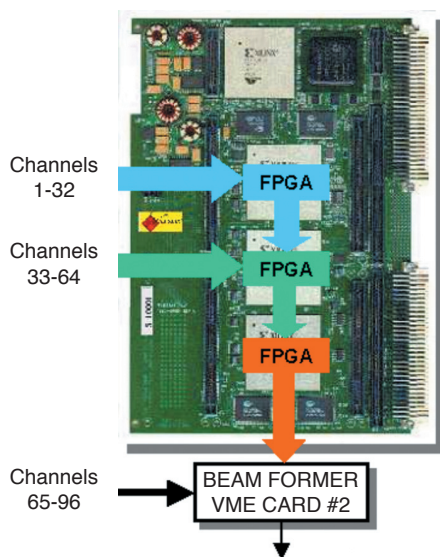 XILINX
Channels
1-32
FPGA
Channels
33-64
FPGA
FPGA
Channels
65-96
BEAM FORMER
VME CARD #2